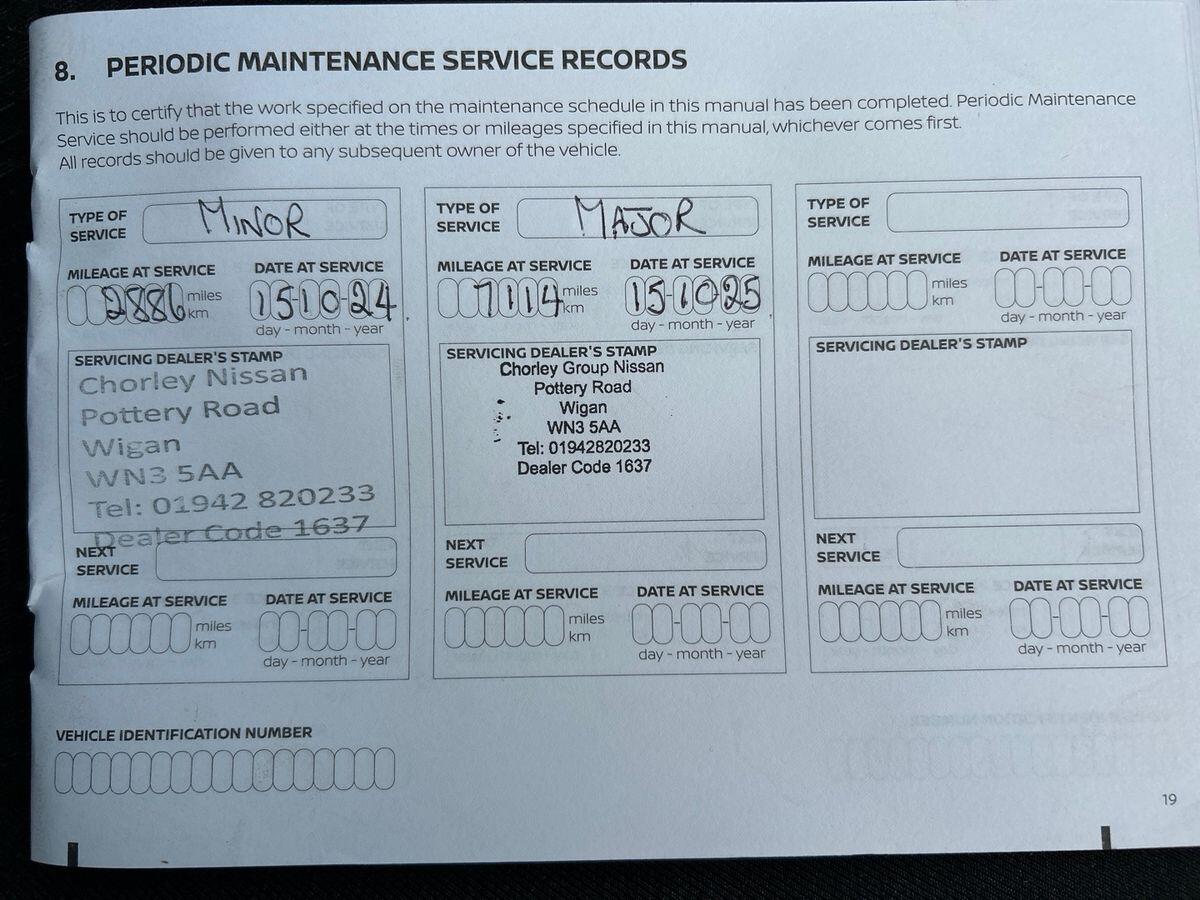 8. PERIODIC MAINTENANCE SERVICE RECORDS
This is to certify that the work specified on the maintenance schedule in this manual has been completed. Periodic Maintenance
Service should be performed either at the times or mileages specified in this manual, whichever comes first.
All records should be given to any subsequent owner of the vehicle.
TYPE OF
SERVICE
MINOR
MILEAGE AT SERVICE
2886
miles
km
DATE AT SERVICE
15-10-24
day - month - year
SERVICING DEALER'S STAMP
Chorley Nissan
Pottery Road
Wigan
WN3 5AA
Tel: 01942 820233
Dealer Code 1637
NEXT
SERVICE
MILEAGE AT SERVICE
miles
km
DATE AT SERVICE
day - month - year
TYPE OF
SERVICE
MAJOR
MILEAGE AT SERVICE
7114
miles
km
DATE AT SERVICE
15-10-25
day - month - year
SERVICING DEALER'S STAMP
Chorley Group Nissan
Pottery Road
Wigan
WN3 5AA
Tel: 01942820233
Dealer Code 1637
NEXT
SERVICE
MILEAGE AT SERVICE
miles
km
DATE AT SERVICE
day - month - year
TYPE OF
SERVICE
MILEAGE AT SERVICE
miles
km
DATE AT SERVICE
day - month - year
SERVICING DEALER'S STAMP
NEXT
SERVICE
MILEAGE AT SERVICE
miles
km
DATE AT SERVICE
day - month - year
VEHICLE IDENTIFICATION NUMBER
19